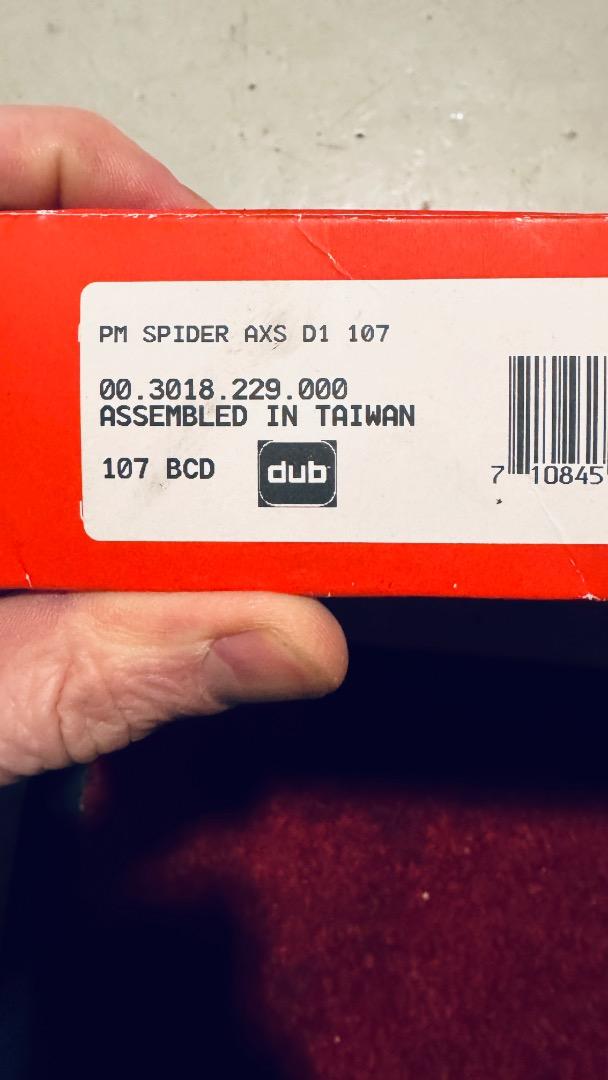 PM SPIDER AXS D1 107
00.3018.229.000
ASSEMBLED IN TAIWAN
107 BCD
dub
7 10845